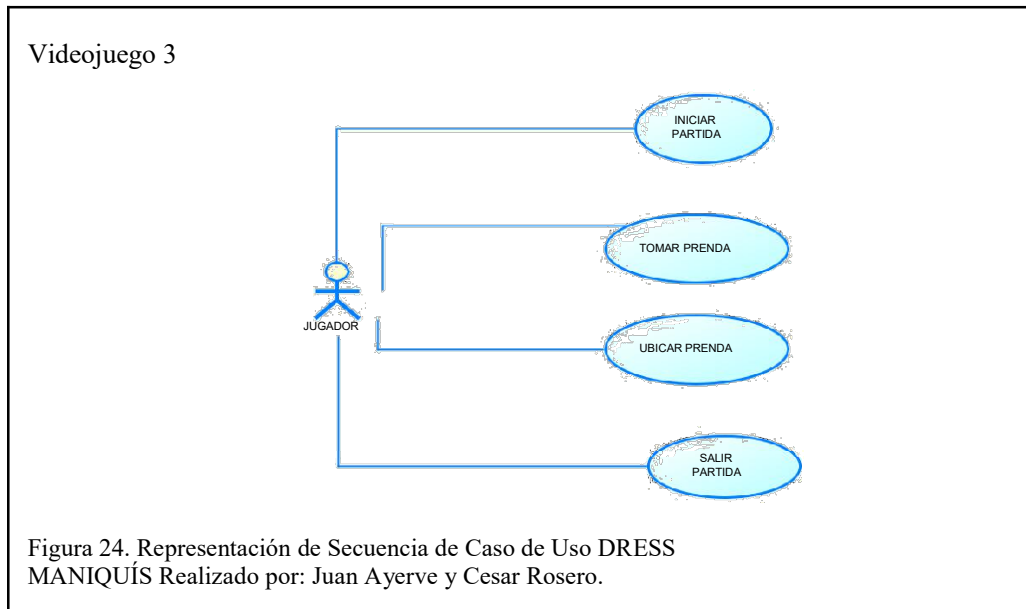 Videojuego 3
INICIAR
PARTIDA
TOMAR PRENDA
JUGADOR
UBICAR PRENDA
SALIR
PARTIDA
Figura 24. Representación de Secuencia de Caso de Uso DRESS
MANIQUÍS Realizado por: Juan Ayerve y Cesar Rosero.